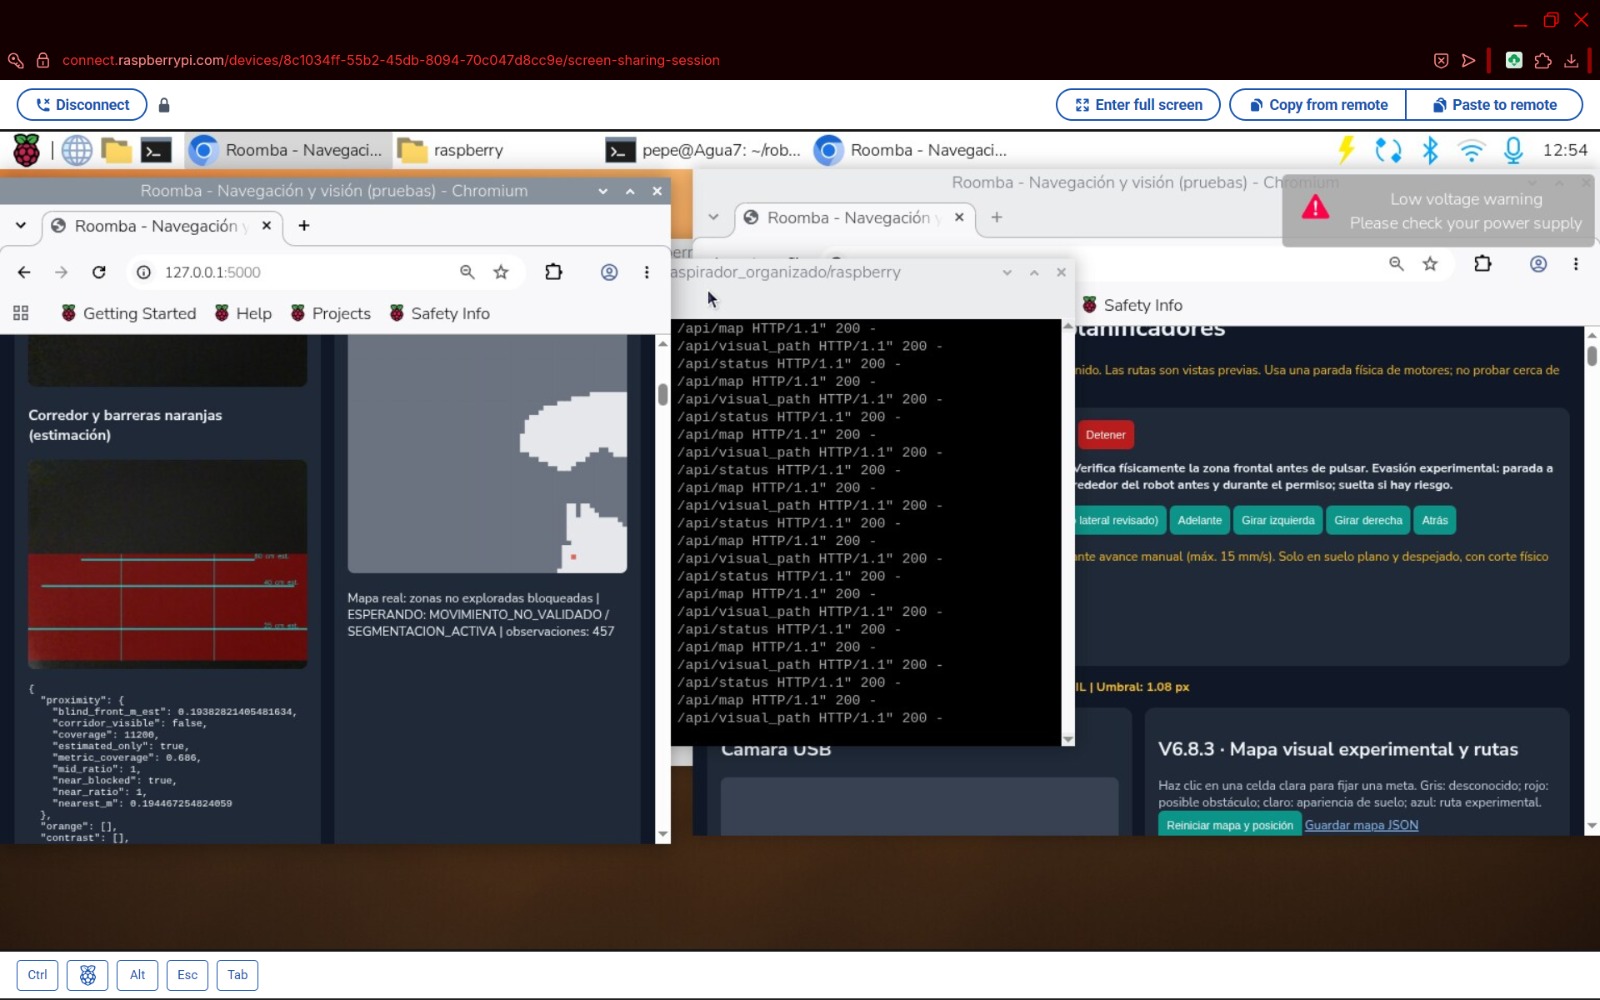 connect.raspberrypi.com/devices/8c1034ff-55b2-45db-8094-70c047d8cc9e/screen-sharing-session
Disconnect
Enter full screen
Copy from remote
Paste to remote
Roomba - Navegaci...
raspberry
pepe@Agua7: ~/rob...
Roomba - Navegaci...
12:54
Roomba - Navegación y visión (pruebas) - Chromium
Roomba - Navegación y
127.0.0.1:5000
Getting Started
Help
Projects
Safety Info
Corredor y barreras naranjas
(estimación)
60 cm est.
40 cm est.
25 cm est.
{
"proximity": {
"blind_front_m_est": 0.19382821405481634,
"corridor_visible": false,
"coverage": 11200,
"estimated_only": true,
"metric_coverage": 0.686,
"mid_ratio": 1,
"near_blocked": true,
"near_ratio": 1,
"nearest_m": 0.194467254824059
},
"orange": [],
"contrast": [],
Mapa real: zonas no exploradas bloqueadas |
ESPERANDO: MOVIMIENTO_NO_VALIDADO /
SEGMENTACION_ACTIVA | observaciones: 457
aspirador_organizado/raspberry
/api/map HTTP/1.1" 200 -
/api/visual_path HTTP/1.1" 200 -
/api/status HTTP/1.1" 200 -
/api/map HTTP/1.1" 200 -
/api/visual_path HTTP/1.1" 200 -
/api/status HTTP/1.1" 200 -
/api/map HTTP/1.1" 200 -
/api/visual_path HTTP/1.1" 200 -
/api/status HTTP/1.1" 200 -
/api/map HTTP/1.1" 200 -
/api/visual_path HTTP/1.1" 200 -
/api/status HTTP/1.1" 200 -
/api/map HTTP/1.1" 200 -
/api/visual_path HTTP/1.1" 200 -
/api/status HTTP/1.1" 200 -
/api/map HTTP/1.1" 200 -
/api/visual_path HTTP/1.1" 200 -
/api/status HTTP/1.1" 200 -
/api/map HTTP/1.1" 200 -
/api/visual_path HTTP/1.1" 200 -
/api/status HTTP/1.1" 200 -
/api/map HTTP/1.1" 200 -
/api/visual_path HTTP/1.1" 200 -
Roomba - Navegación y visión (pruebas) - Chromium
Roomba - Navegación y
Low voltage warning
Please check your power supply
Safety Info
lanificadores
nido. Las rutas son vistas previas. Usa una parada física de motores; no probar cerca de
Detener
Verifica físicamente la zona frontal antes de pulsar. Evasión experimental: parada a
rededor del robot antes y durante el permiso; suelta si hay riesgo.
lateral revisado)
Adelante
Girar izquierda
Girar derecha
Atrás
nte avance manual (máx. 15 mm/s). Solo en suelo plano y despejado, con corte físico
IL | Umbral: 1.08 px
Cámara USB
V6.8.3 · Mapa visual experimental y rutas
Haz clic en una celda clara para fijar una meta. Gris: desconocido; rojo:
posible obstáculo; claro: apariencia de suelo; azul: ruta experimental.
Reiniciar mapa y posición
Guardar mapa JSON
Ctrl
Alt
Esc
Tab